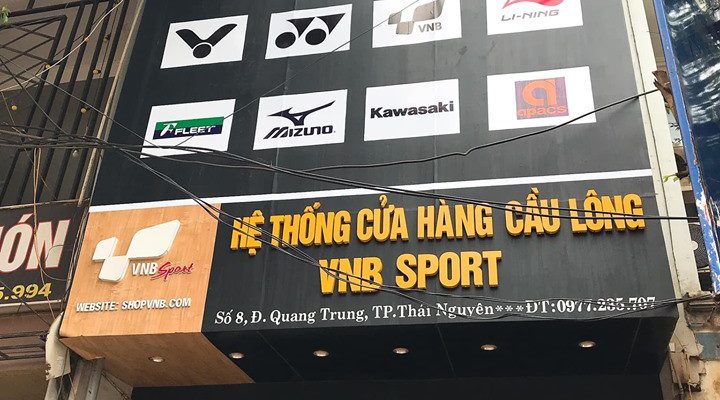 VNB
LI-NING
FLEET
MIZUNO
Kawasaki
apacs
HỆ THỐNG CỬA HÀNG CẦU LÔNG
VNB SPORT
VNB Sport
WEBSITE: SHOPVNB.COM
Số 8, Đ. Quang Trung, TP.Thái Nguyên***ĐT:0977.235.707
ÓN
5.994